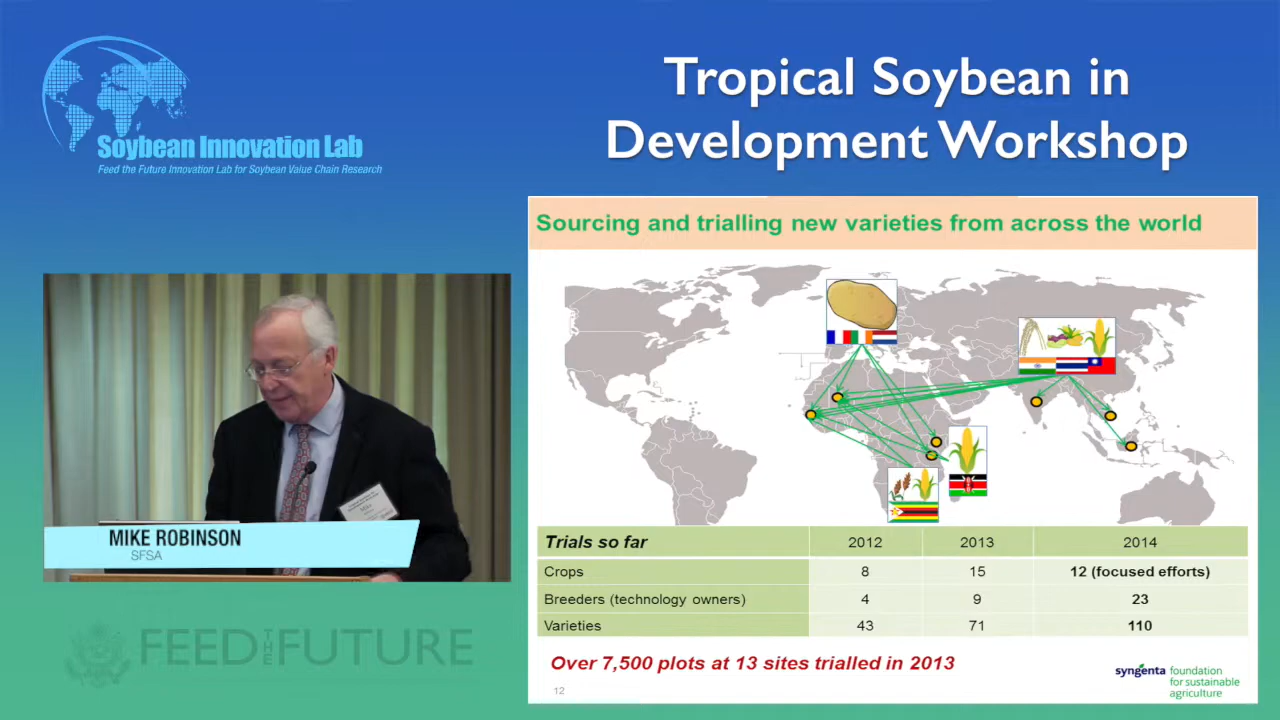 Soybean Innovation Lab
Feed the Future Innovation Lab for Soybean Value Chain Research
Tropical Soybean in
Development Workshop
Sourcing and trialling new varieties from across the world
MIKE ROBINSON
SFSA
Trials so far 2012 2013 2014
Crops 8 15 12 (focused efforts)
Breeders (technology owners) 4 9 23
Varieties 43 71 110
Over 7,500 plots at 13 sites trialled in 2013
12
syngenta foundation
for sustainable
agriculture
FEED THE FUTURE